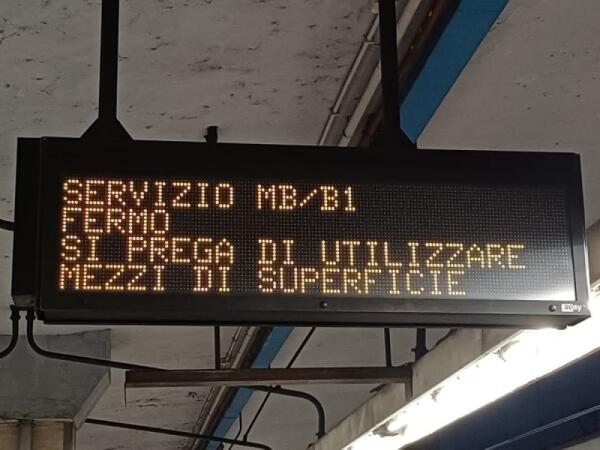 SERVIZIO MB/B1
FERMO
SI PREGA DI UTILIZZARE
MEZZI DI SUPERFICIE